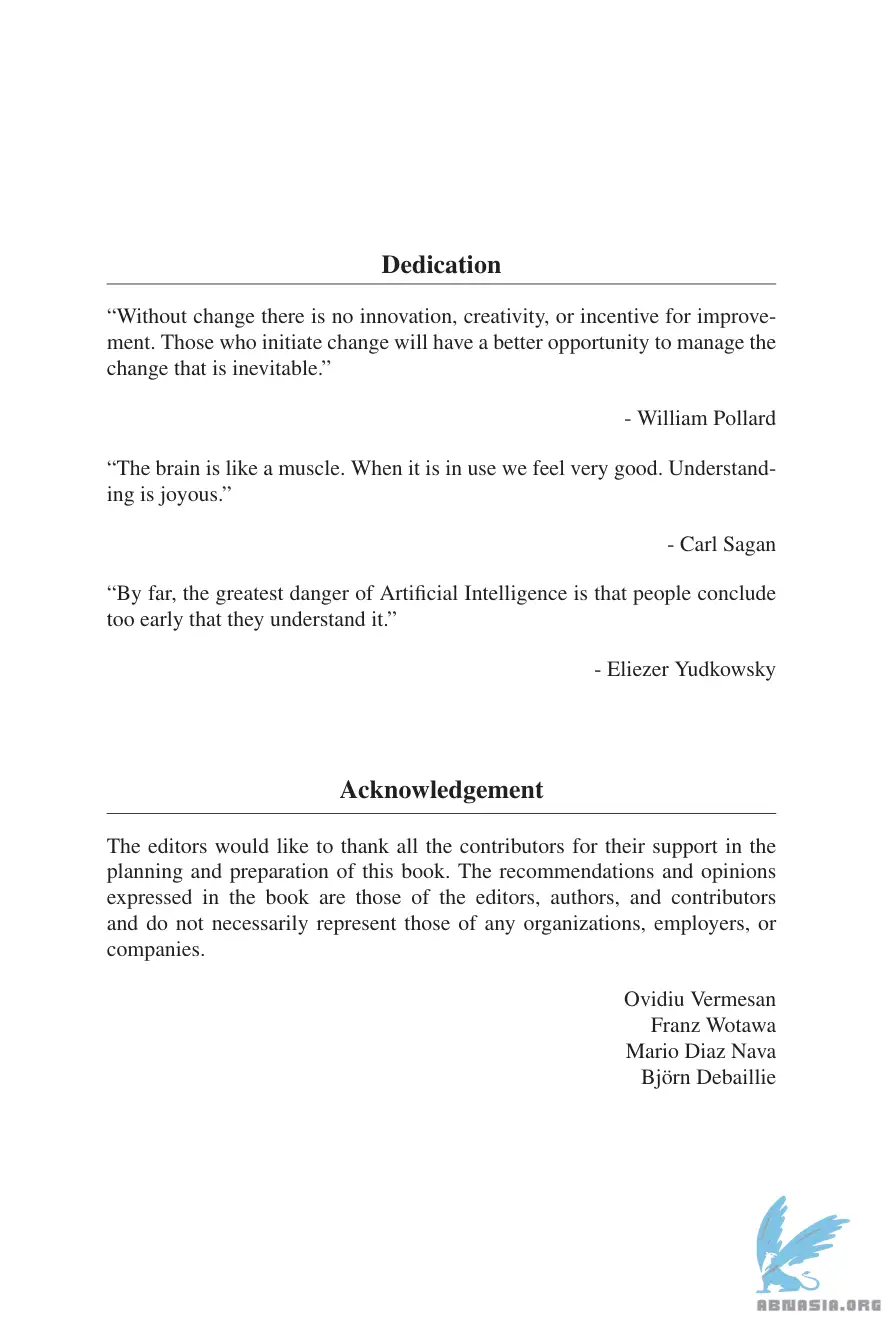 Dedication
“Without change there is no innovation, creativity, or incentive for improve-
ment. Those who initiate change will have a better opportunity to manage the
change that is inevitable.”
- William Pollard
“The brain is like a muscle. When it is in use we feel very good. Understand-
ing is joyous.”
- Carl Sagan
“By far, the greatest danger of Artificial Intelligence is that people conclude
too early that they understand it.”
- Eliezer Yudkowsky
Acknowledgement
The editors would like to thank all the contributors for their support in the
planning and preparation of this book. The recommendations and opinions
expressed in the book are those of the editors, authors, and contributors
and do not necessarily represent those of any organizations, employers, or
companies.
Ovidiu Vermesan
Franz Wotawa
Mario Diaz Nava
Björn Debaillie
ABNASIA.ORG